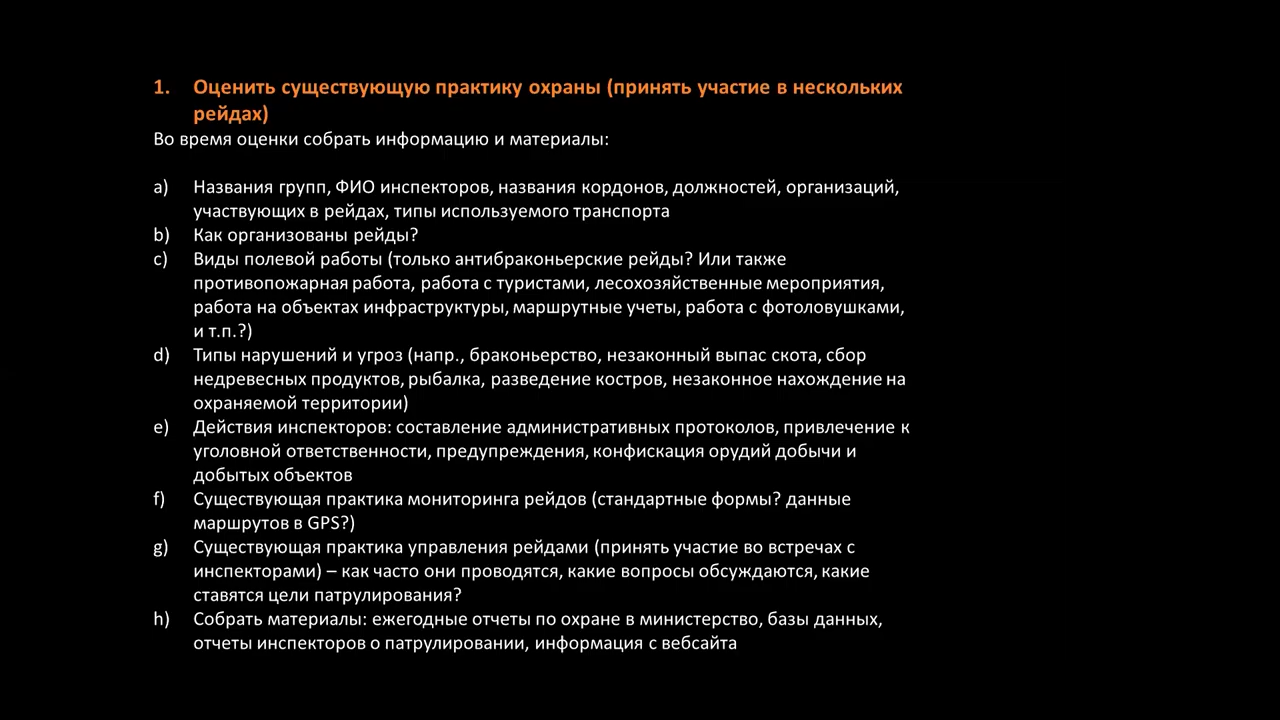 1. Оценить существующую практику охраны (принять участие в нескольких
рейдах)
Во время оценки собрать информацию и материалы:
a) Названия групп, ФИО инспекторов, названия кордонов, должностей, организаций,
участвующих в рейдах, типы используемого транспорта
b) Как организованы рейды?
c) Виды полевой работы (только антибраконьерские рейды? Или также
противопожарная работа, работа с туристами, лесохозяйственные мероприятия,
работа на объектах инфраструктуры, маршрутные учеты, работа с фотоловушками,
и т.п.?)
d) Типы нарушений и угроз (напр., браконьерство, незаконный выпас скота, сбор
недревесных продуктов, рыбалка, разведение костров, незаконное нахождение на
охраняемой территории)
e) Действия инспекторов: составление административных протоколов, привлечение к
уголовной ответственности, предупреждения, конфискация орудий добычи и
добытых объектов
f) Существующая практика мониторинга рейдов (стандартные формы? данные
маршрутов в GPS?)
g) Существующая практика управления рейдами (принять участие во встречах с
инспекторами) – как часто они проводятся, какие вопросы обсуждаются, какие
ставятся цели патрулирования?
h) Собрать материалы: ежегодные отчеты по охране в министерство, базы данных,
отчеты инспекторов о патрулировании, информация с вебсайта